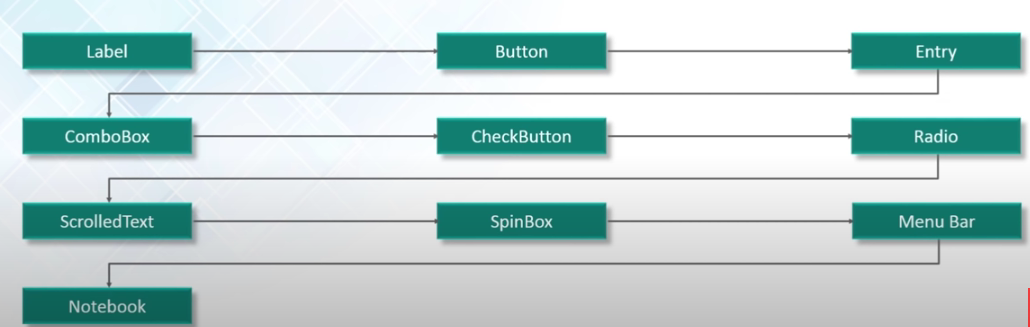 Label
Button
Entry
ComboBox
CheckButton
Radio
ScrolledText
SpinBox
Menu Bar
Notebook